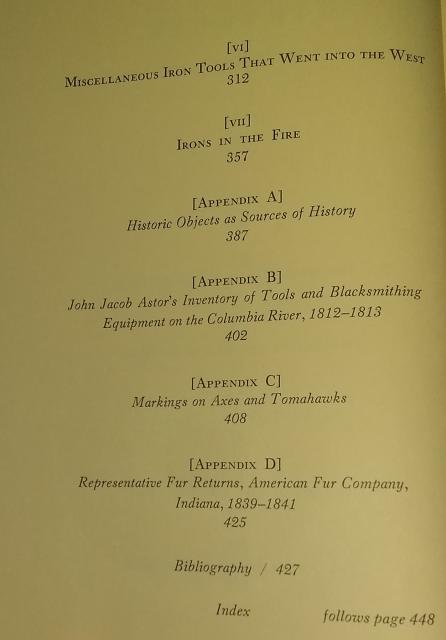 [VI]
Miscellaneous Iron Tools That Went into the West
312
[VII]
Irons in the Fire
357
[Appendix A]
Historic Objects as Sources of History
387
[Appendix B]
John Jacob Astor's Inventory of Tools and Blacksmithing
Equipment on the Columbia River, 1812–1813
402
[Appendix C]
Markings on Axes and Tomahawks
408
[Appendix D]
Representative Fur Returns, American Fur Company,
Indiana, 1839–1841
425
Bibliography / 427
Index follows page 448